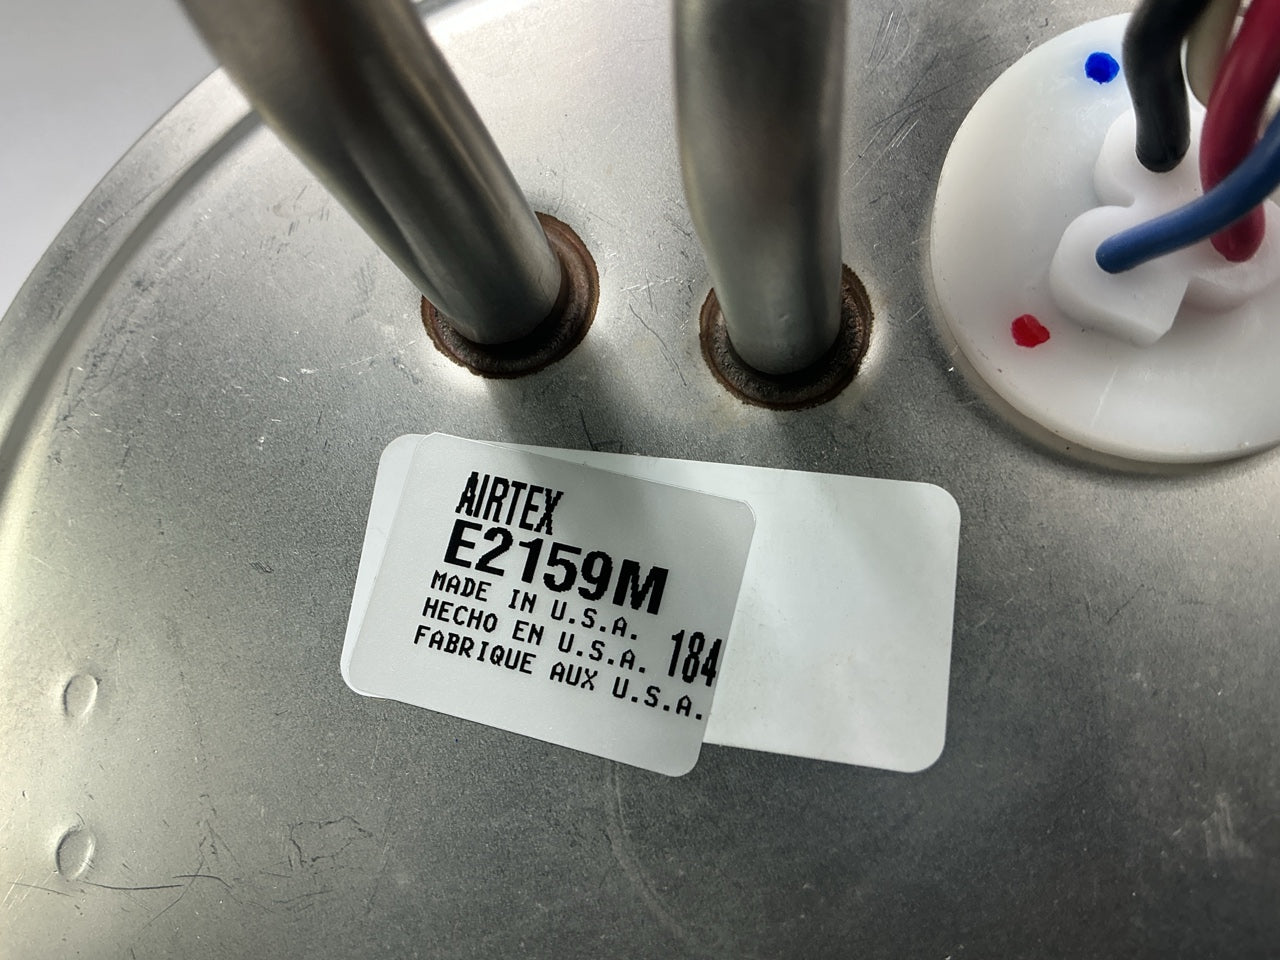 AIRTEX
E2159M
MADE IN U.S.A.
HECHO EN U.S.A. 184
FABRIQUE AUX U.S.A.